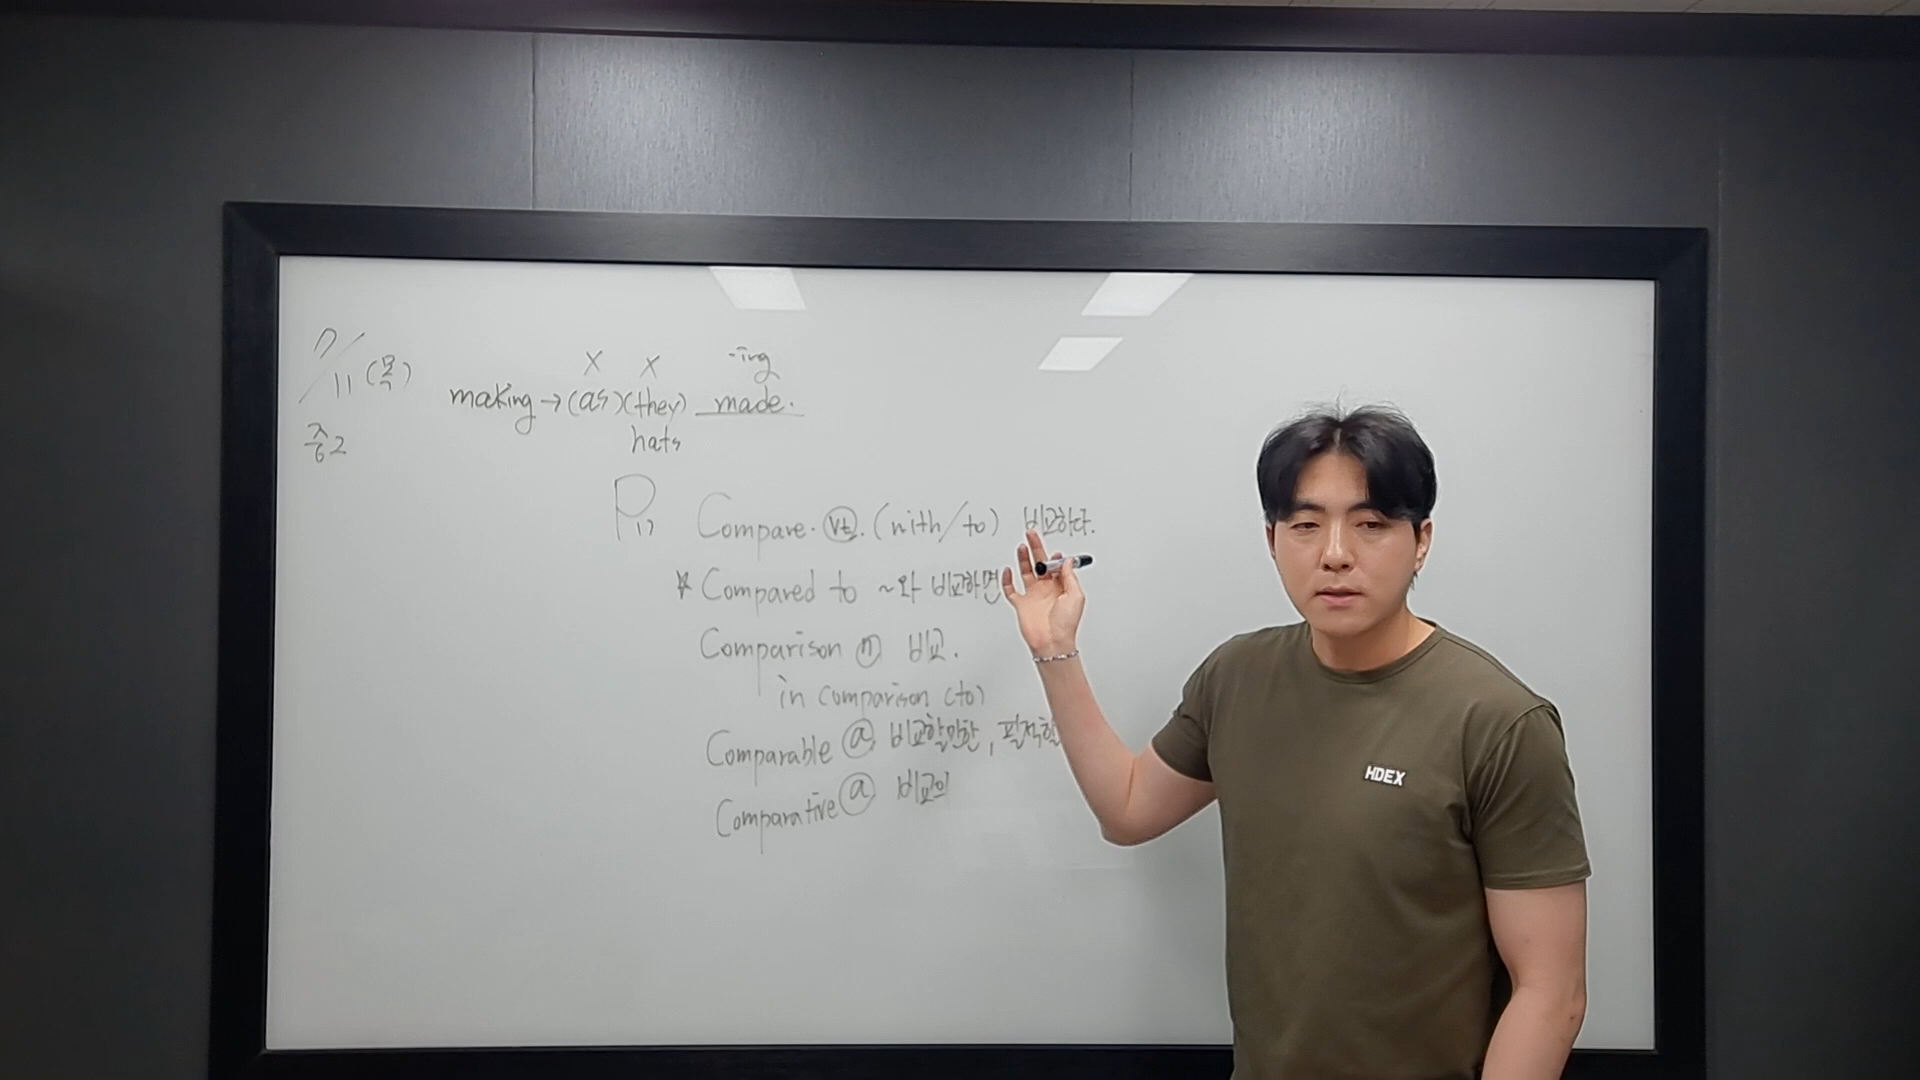 7/11 (목)
중2
X X -ing
making → (as)(they) made.
hats
P17 Compare. vt. (with/to) 비교하다.
* Compared to ~와 비교하면
Comparison n 비교.
in comparison (to)
Comparable a 비교할만한, 필적할
Comparative a 비교의
HDEX